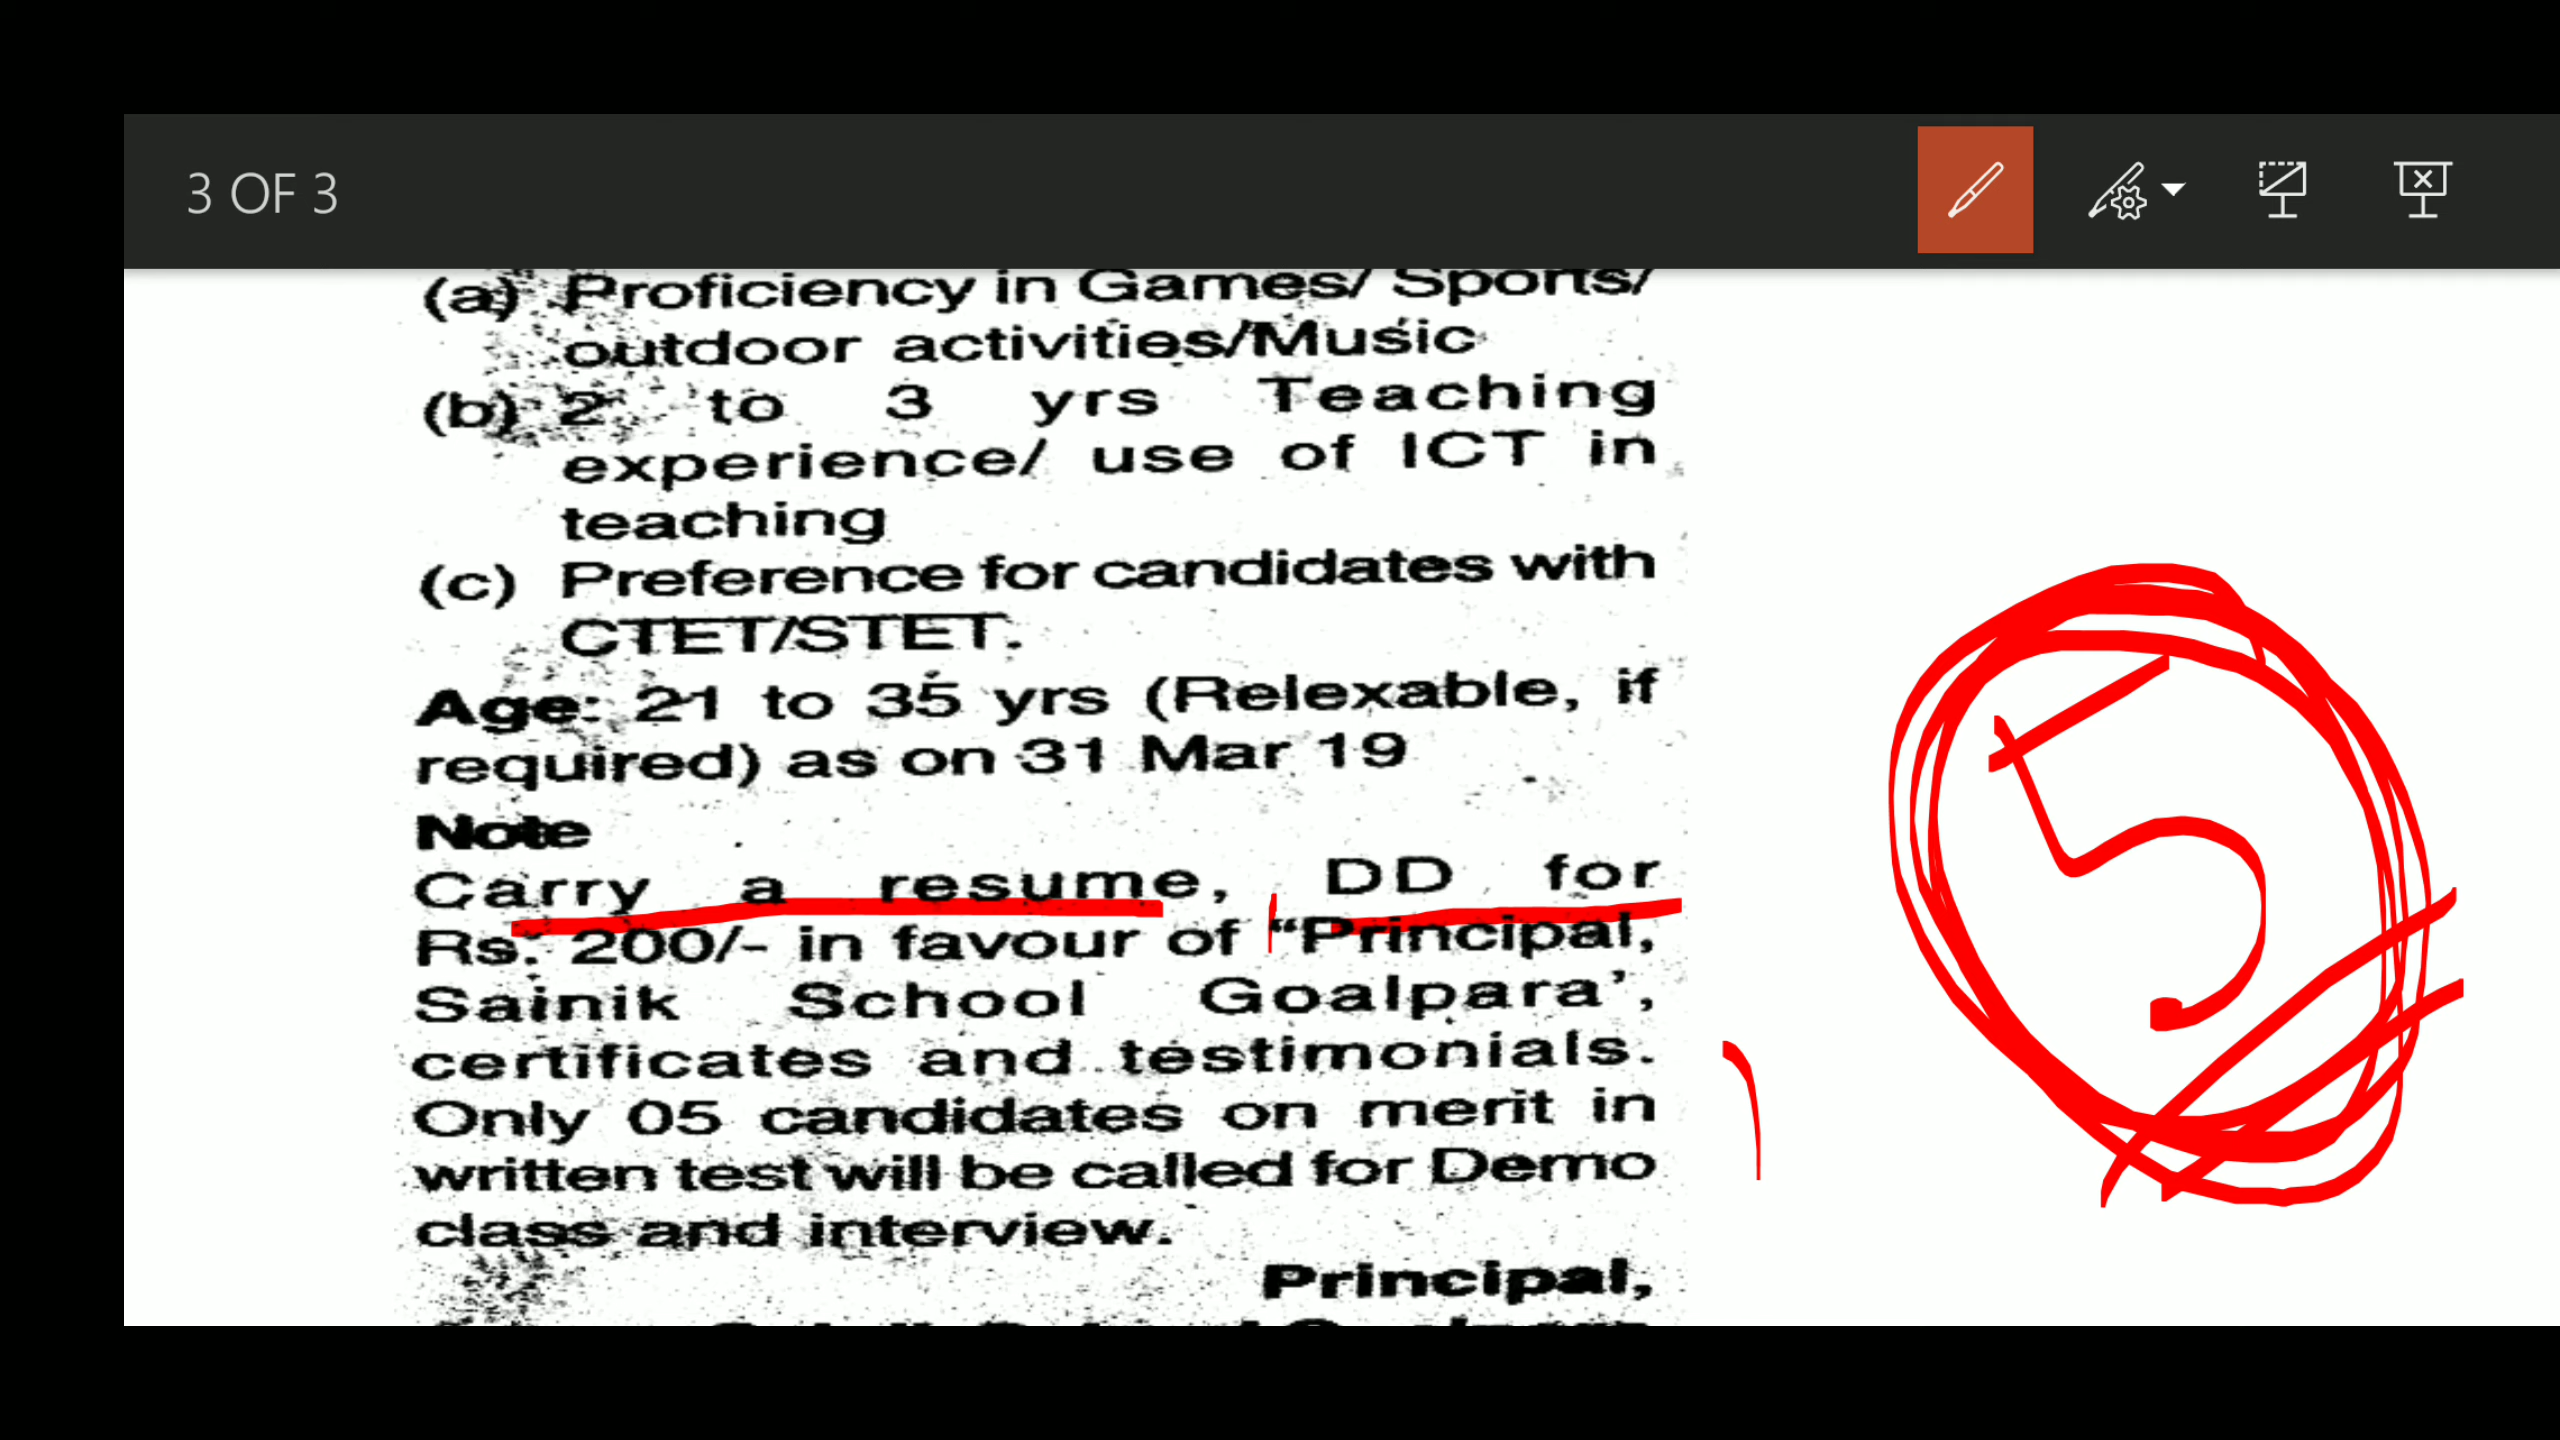 3 OF 3
(a) Proficiency in Games/ Sports/
outdoor activities/Music
(b) 2 to 3 yrs Teaching
experience/ use of ICT in
teaching
(c) Preference for candidates with
CTET/STET.
Age: 21 to 35 yrs (Relexable, if
required) as on 31 Mar 19
Note
Carry a resume, DD for
Rs. 200/- in favour of “Principal,
Sainik School Goalpara’,
certificates and testimonials.
Only 05 candidates on merit in
written test will be called for Demo
class and interview.
Principal,
5